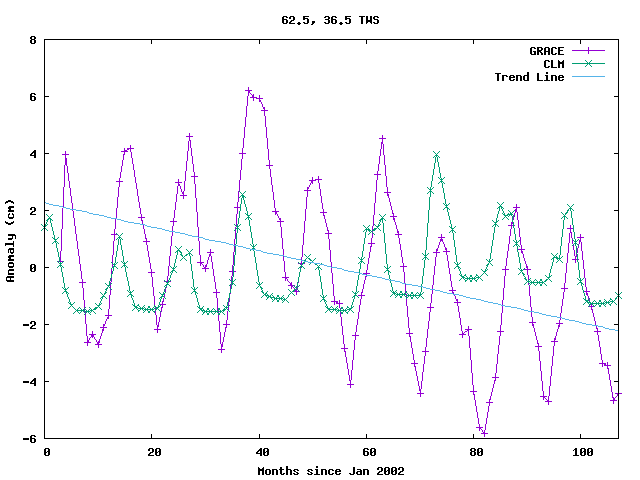 62.5, 36.5 TWS
GRACE
CLM
Trend Line
8
6
4
2
0
-2
-4
-6
Anomaly (cm)
0 20 40 60 80 100
Months since Jan 2002